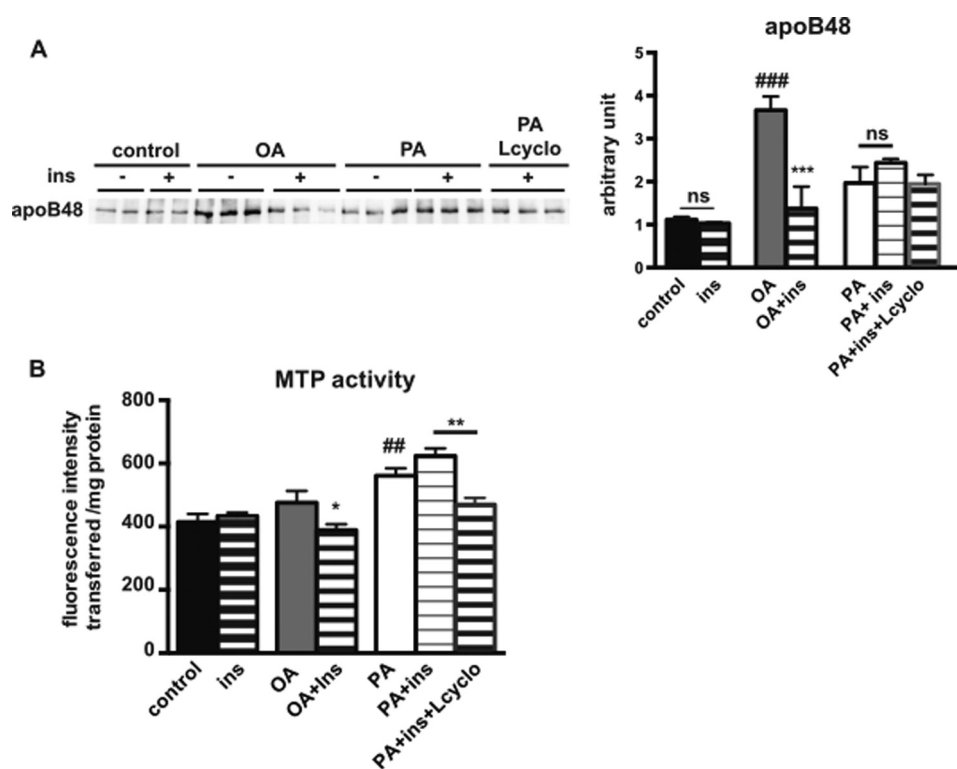 A
apoB48
control OA PA PA Lcyclo
ins - + - + - + +
apoB48
arbitrary unit
5
4
3
2
1
0
ns
###
***
ns
control
ins
OA
OA+ins
PA
PA+ ins
PA+ins+Lcyclo
B
MTP activity
fluorescence intensity
transferred /mg protein
800
600
400
200
0
*
##
**
control
ins
OA
OA+Ins
PA
PA+ins
PA+ins+Lcyclo